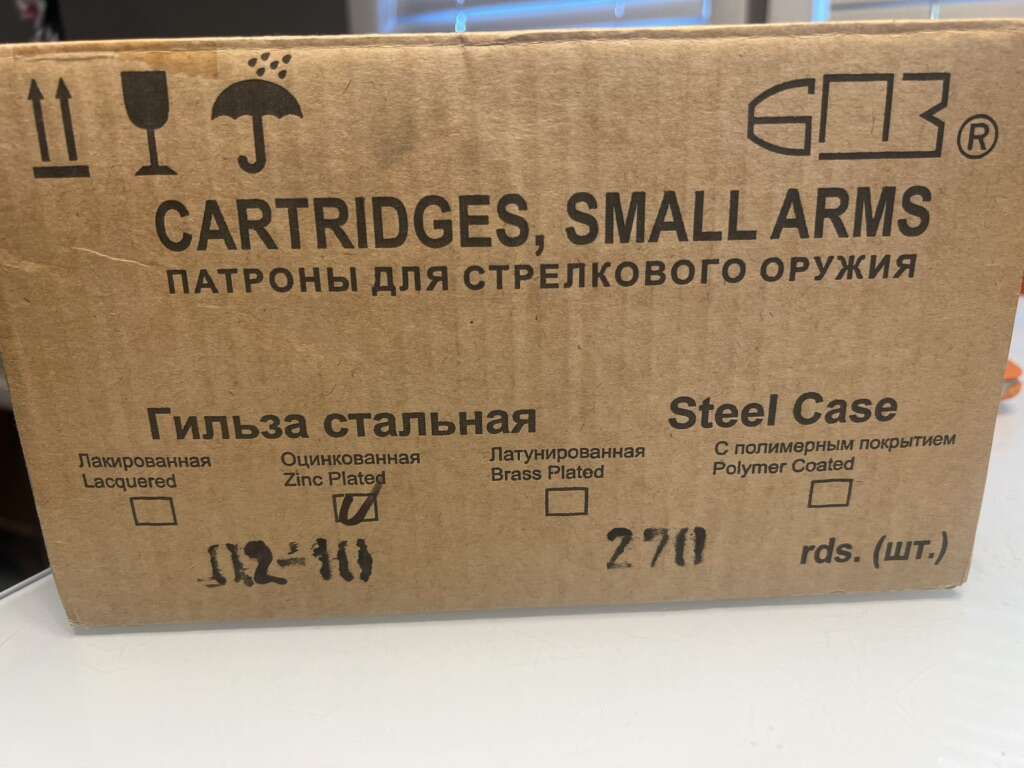 БПЗ ®
CARTRIDGES, SMALL ARMS
ПАТРОНЫ ДЛЯ СТРЕЛКОВОГО ОРУЖИЯ
Гильза стальная Steel Case
Лакированная Оцинкованная Латунированная С полимерным покрытием
Lacquered Zinc Plated Brass Plated Polymer Coated
270 rds. (шт.)